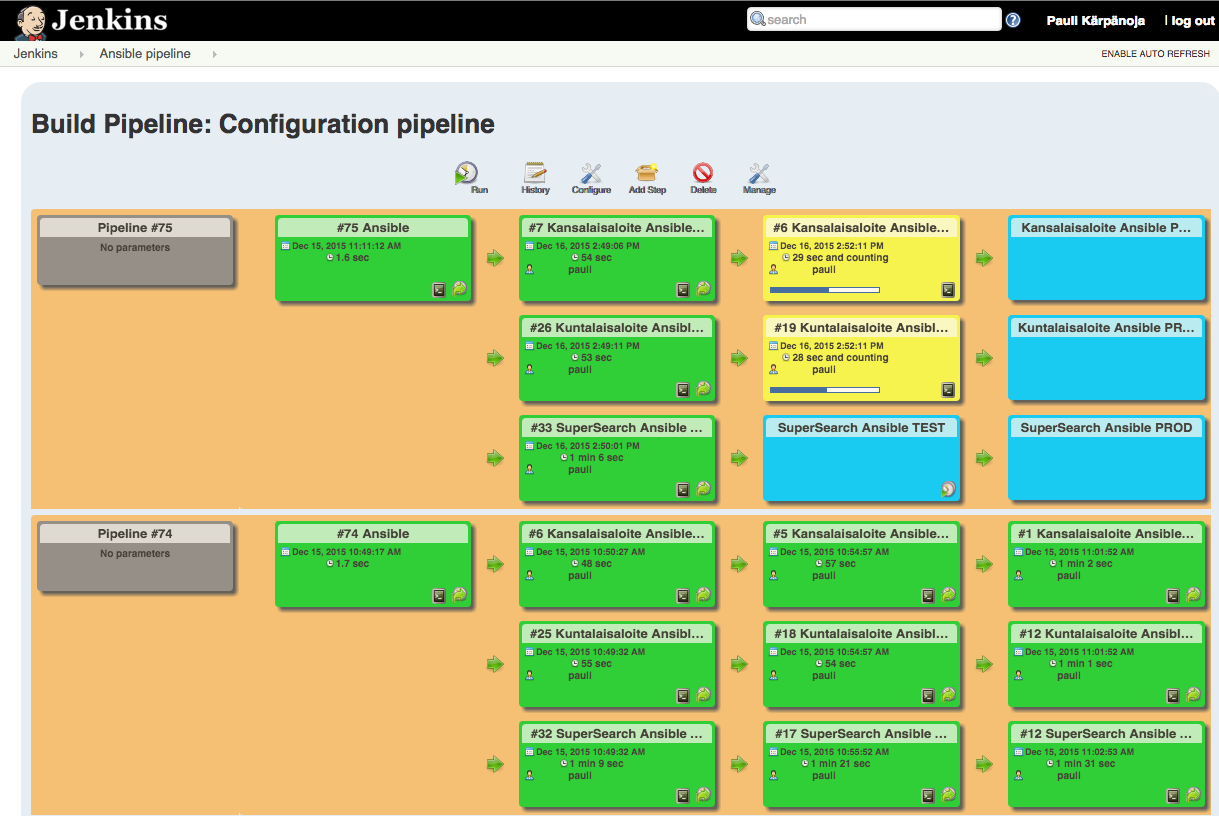 Jenkins
search
Pauli Kärpänoja
| log out
Jenkins
Ansible pipeline
ENABLE AUTO REFRESH
Build Pipeline: Configuration pipeline
Run
History
Configure
Add Step
Delete
Manage
Pipeline #75
No parameters
#75 Ansible
Dec 15, 2015 11:11:12 AM
1.6 sec
#7 Kansalaisaloite Ansible...
Dec 16, 2015 2:49:06 PM
54 sec
pauli
#6 Kansalaisaloite Ansible...
Dec 16, 2015 2:52:11 PM
29 sec and counting
pauli
Kansalaisaloite Ansible P...
#26 Kuntalaisaloite Ansibl...
Dec 16, 2015 2:49:11 PM
53 sec
pauli
#19 Kuntalaisaloite Ansibl...
Dec 16, 2015 2:52:11 PM
28 sec and counting
pauli
Kuntalaisaloite Ansible PR...
#33 SuperSearch Ansible ...
Dec 16, 2015 2:50:01 PM
1 min 6 sec
pauli
SuperSearch Ansible TEST
SuperSearch Ansible PROD
Pipeline #74
No parameters
#74 Ansible
Dec 15, 2015 10:49:17 AM
1.7 sec
#6 Kansalaisaloite Ansible...
Dec 15, 2015 10:50:27 AM
48 sec
pauli
#5 Kansalaisaloite Ansible...
Dec 15, 2015 10:54:57 AM
57 sec
pauli
#1 Kansalaisaloite Ansible...
Dec 15, 2015 11:01:52 AM
1 min 2 sec
pauli
#25 Kuntalaisaloite Ansibl...
Dec 15, 2015 10:49:32 AM
55 sec
pauli
#18 Kuntalaisaloite Ansibl...
Dec 15, 2015 10:54:57 AM
54 sec
pauli
#12 Kuntalaisaloite Ansibl...
Dec 15, 2015 11:01:52 AM
1 min 1 sec
pauli
#32 SuperSearch Ansible ...
Dec 15, 2015 10:49:32 AM
1 min 9 sec
pauli
#17 SuperSearch Ansible ...
Dec 15, 2015 10:55:52 AM
1 min 21 sec
pauli
#12 SuperSearch Ansible ...
Dec 15, 2015 11:02:53 AM
1 min 31 sec
pauli